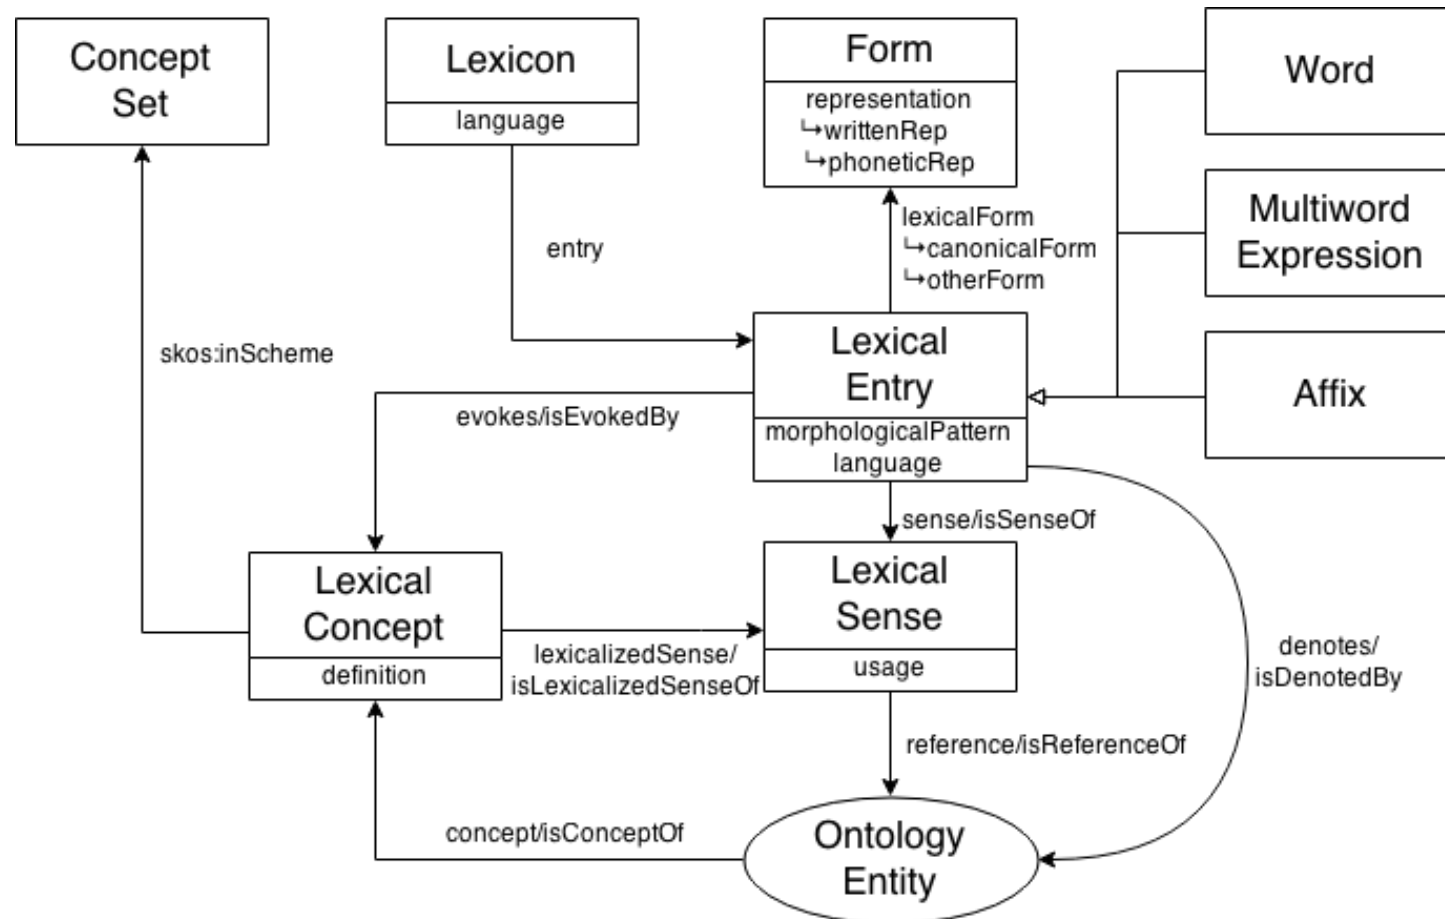 Concept
Set
Lexicon
language
Form
representation
↳writtenRep
↳phoneticRep
Word
Multiword
Expression
Affix
entry
lexicalForm
↳canonicalForm
↳otherForm
skos:inScheme
Lexical
Entry
morphologicalPattern
language
evokes/isEvokedBy
sense/isSenseOf
Lexical
Concept
definition
lexicalizedSense/
isLexicalizedSenseOf
Lexical
Sense
usage
denotes/
isDenotedBy
reference/isReferenceOf
concept/isConceptOf
Ontology
Entity